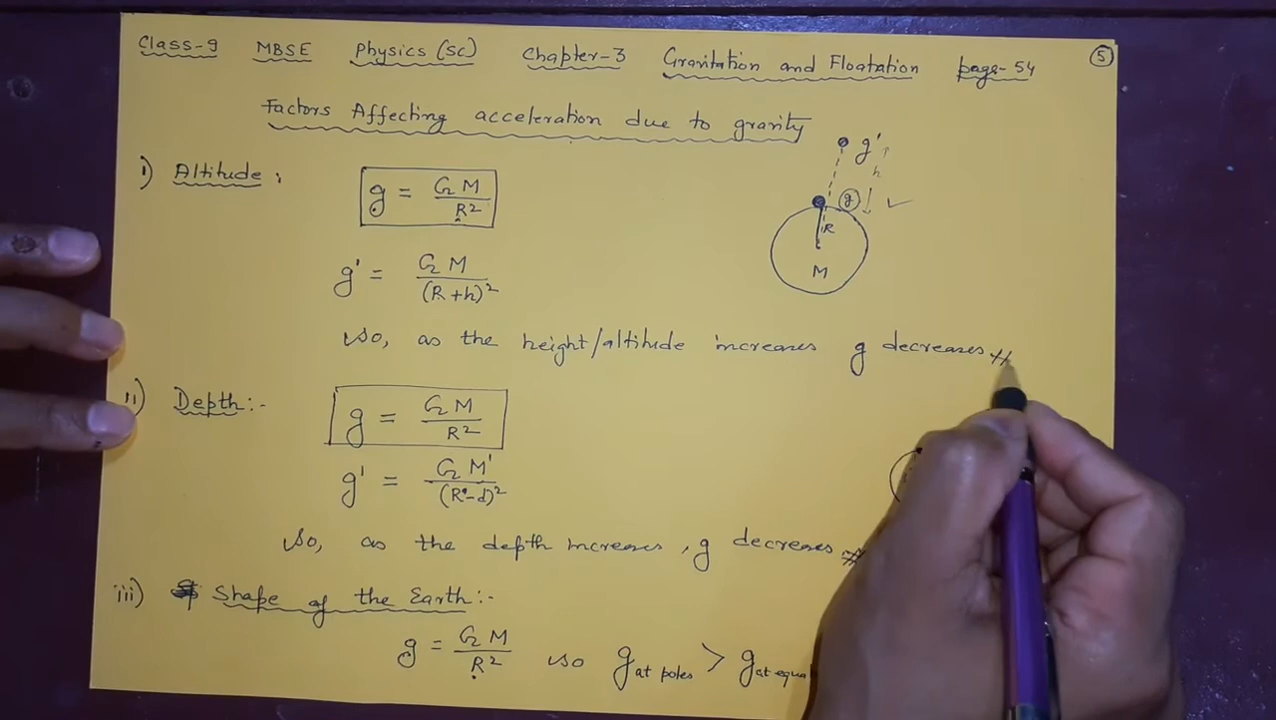 Class-9 MBSE Physics (SC) Chapter-3 Gravitation and Floatation page-54 5
Factors Affecting acceleration due to gravity
i) Altitude:
g = GM/R²
g'
h
g
R
M
g' = GM/(R+h)²
So, as the height/altitude increases g decreases
ii) Depth:-
g = GM/R²
g' = GM'/(R-d)²
So, as the depth increases, g decreases
iii) Shape of the Earth:-
g = GM/R² so g at poles > g at equa